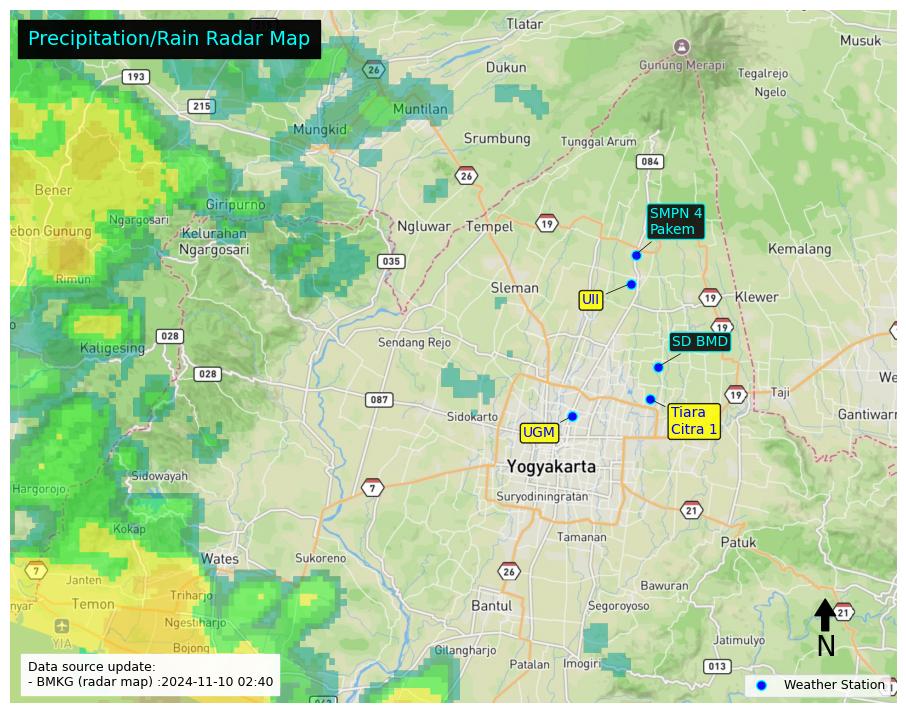 Precipitation/Rain Radar Map
Tlatar
Musuk
193
26
Dukun
Gunung Merapi
Tegalrejo
Ngelo
215
Muntilan
Mungkid
Srumbung
Tunggal Arum
084
26
Bener
Giripurno
Ngargosari
Kelurahan
Ngargosari
ebon Gunung
Ngluwar
Tempel
19
SMPN 4
Pakem
Kemalang
035
Rimun
Sleman
UII
19
Klewer
19
028
Kaligesing
Sendang Rejo
SD BMD
028
087
Sidokarto
19
Taji
We
Gantiwarn
Tiara
Citra 1
UGM
Yogyakarta
Sidowayah
Hargorojo
7
Suryodiningratan
21
Kokap
Tamanan
Patuk
Wates
Sukoreno
7
Janten
26
Bawuran
nyar
Temon
Triharjo
Bantul
Segoroyoso
21
Ngestiharjo
YIA
Bojong
Gilangharjo
Jatimulyo
N
Patalan
Imogiri
013
Data source update:
- BMKG (radar map) :2024-11-10 02:40
Weather Station